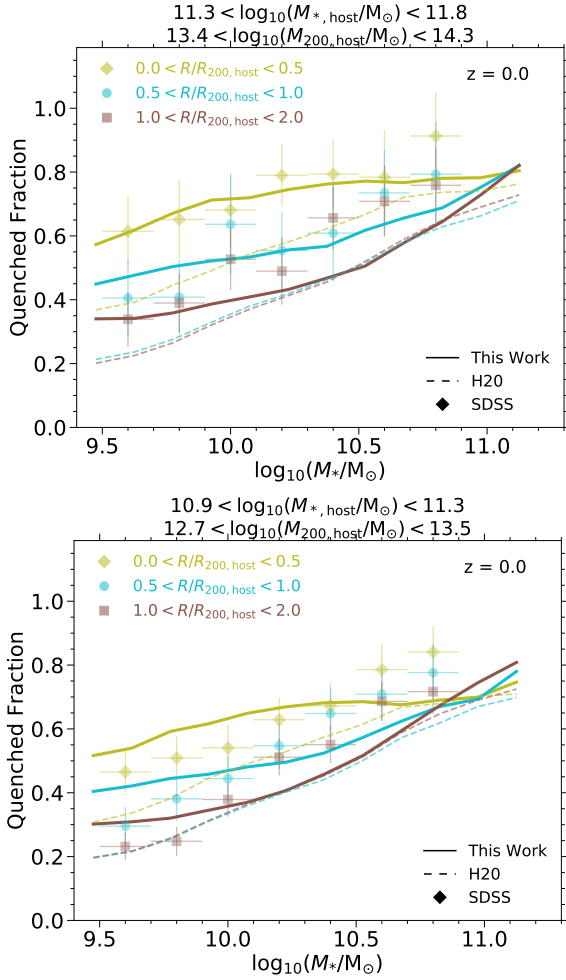 11.3 < log₁₀(M*,host/M⊙) < 11.8
13.4 < log₁₀(M200,host/M⊙) < 14.3
0.0 < R/R200,host < 0.5
0.5 < R/R200,host < 1.0
1.0 < R/R200,host < 2.0
z = 0.0
1.0
0.8
0.6
0.4
0.2
0.0
Quenched Fraction
This Work
H20
SDSS
9.5 10.0 10.5 11.0
log₁₀(M*/M⊙)
10.9 < log₁₀(M*,host/M⊙) < 11.3
12.7 < log₁₀(M200,host/M⊙) < 13.5
0.0 < R/R200,host < 0.5
0.5 < R/R200,host < 1.0
1.0 < R/R200,host < 2.0
z = 0.0
1.0
0.8
0.6
0.4
0.2
0.0
Quenched Fraction
This Work
H20
SDSS
9.5 10.0 10.5 11.0
log₁₀(M*/M⊙)